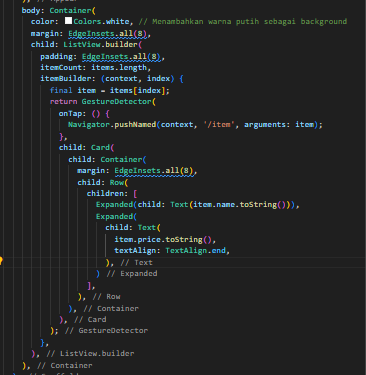 body: Container(
color: Colors.white, // Menambahkan warna putih sebagai background
margin: EdgeInsets.all(8),
child: ListView.builder(
padding: EdgeInsets.all(8),
itemCount: items.length,
itemBuilder: (context, index) {
final item = items[index];
return GestureDetector(
onTap: () {
Navigator.pushNamed(context, '/item', arguments: item);
},
child: Card(
child: Container(
margin: EdgeInsets.all(8),
child: Row(
children: [
Expanded(child: Text(item.name.toString())),
Expanded(
child: Text(
item.price.toString(),
textAlign: TextAlign.end,
), // Text
) // Expanded
],
), // Row
), // Container
), // Card
); // GestureDetector
},
), // ListView.builder
), // Container